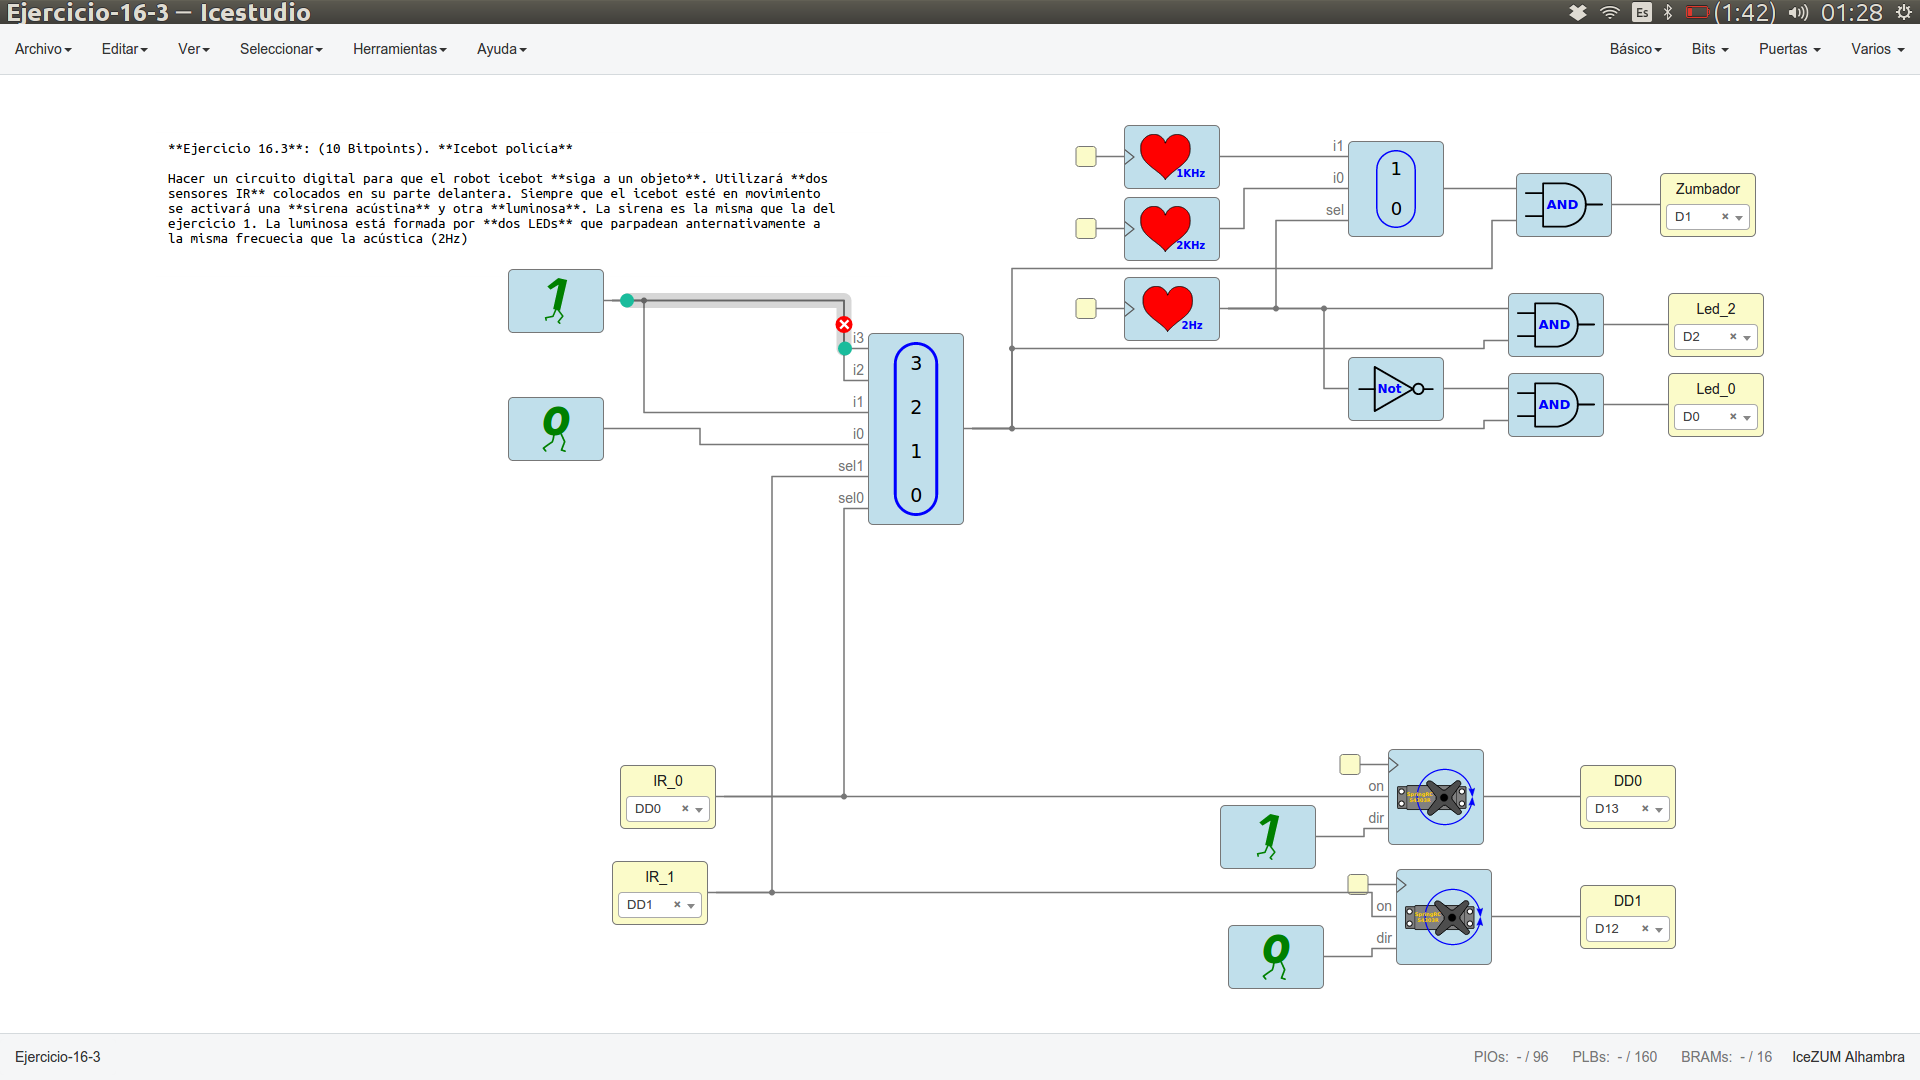 Ejercicio-16-3 — Icestudio
Es (1:42) 01:28
Archivo Editar Ver Seleccionar Herramientas Ayuda Básico Bits Puertas Varios
**Ejercicio 16.3**: (10 Bitpoints). **Icebot policía**
Hacer un circuito digital para que el robot icebot **siga a un objeto**. Utilizará **dos
sensores IR** colocados en su parte delantera. Siempre que el icebot esté en movimiento
se activará una **sirena acústina** y otra **luminosa**. La sirena es la misma que la del
ejercicio 1. La luminosa está formada por **dos LEDs** que parpadean anternativamente a
la misma frecuecia que la acústica (2Hz)
1KHz
2KHz
2Hz
i1
i0
sel
1
0
AND
Zumbador
D1
AND
Led_2
D2
Not
AND
Led_0
D0
1
0
i3
i2
i1
i0
sel1
sel0
3
2
1
0
IR_0
DD0
IR_1
DD1
on
dir
1
SpringRC
SM4303R
DD0
D13
on
dir
0
SpringRC
SM4303R
DD1
D12
Ejercicio-16-3 PIOs: - / 96 PLBs: - / 160 BRAMs: - / 16 IceZUM Alhambra